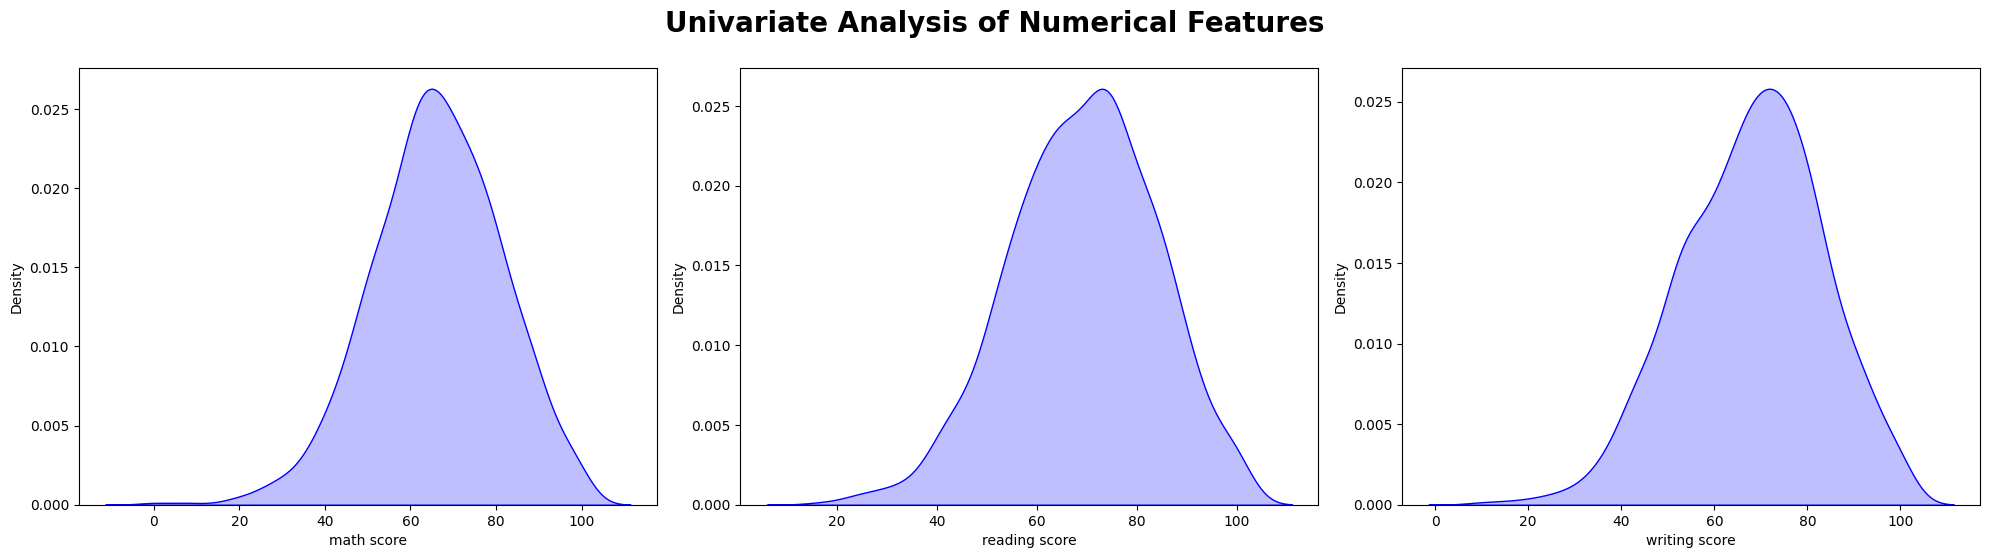 Univariate Analysis of Numerical Features
Density
0.025
0.020
0.015
0.010
0.005
0.000
0 20 40 60 80 100
math score
Density
0.025
0.020
0.015
0.010
0.005
0.000
20 40 60 80 100
reading score
Density
0.025
0.020
0.015
0.010
0.005
0.000
0 20 40 60 80 100
writing score